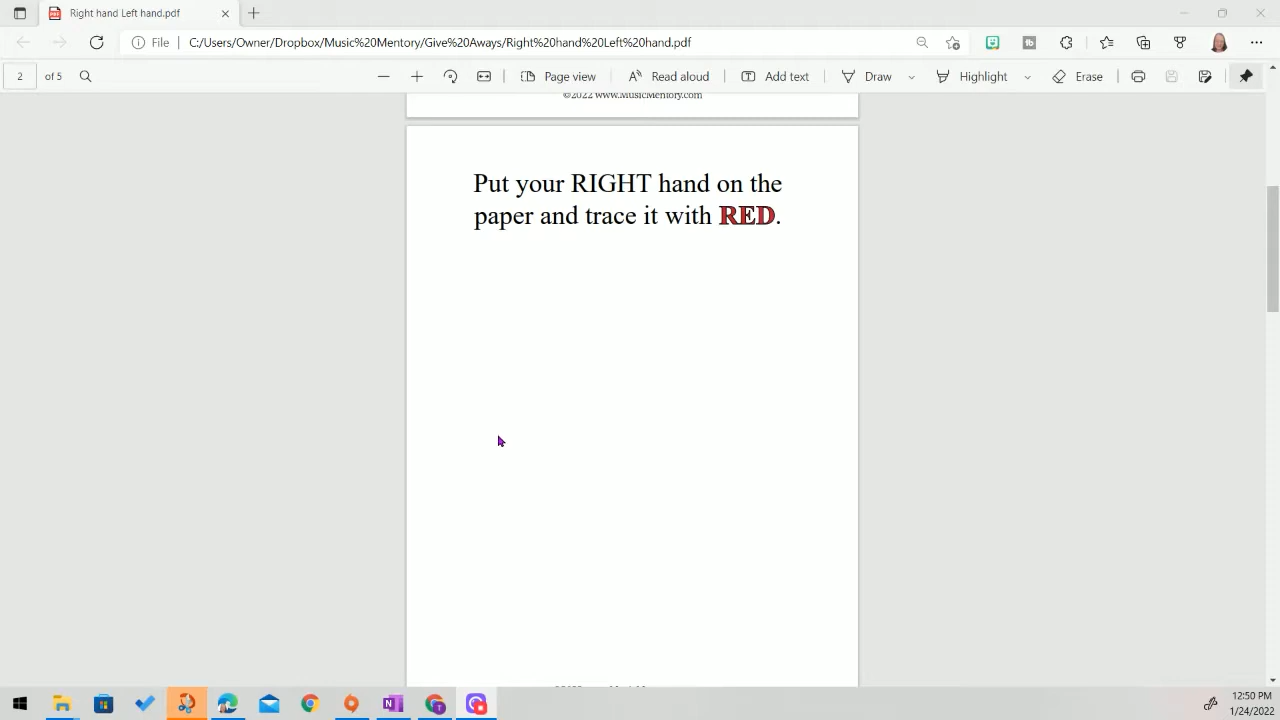 Right hand Left hand.pdf
File
C:/Users/Owner/Dropbox/Music%20Mentory/Give%20Aways/Right%20hand%20Left%20hand.pdf
2 of 5
Page view
Read aloud
Add text
Draw
Highlight
Erase
©2022 www.MusicMentory.com
Put your RIGHT hand on the
paper and trace it with RED.
12:50 PM
1/24/2022